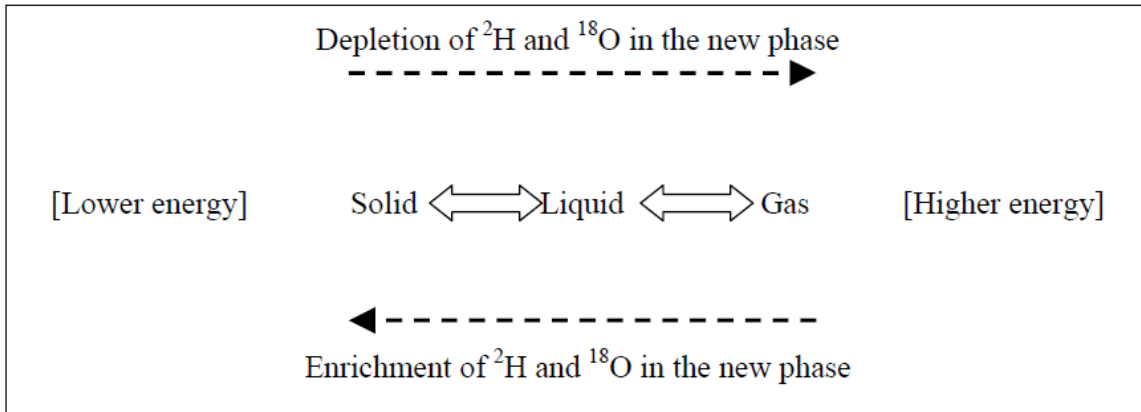 Depletion of ²H and ¹⁸O in the new phase
[Lower energy] Solid Liquid Gas [Higher energy]
Enrichment of ²H and ¹⁸O in the new phase